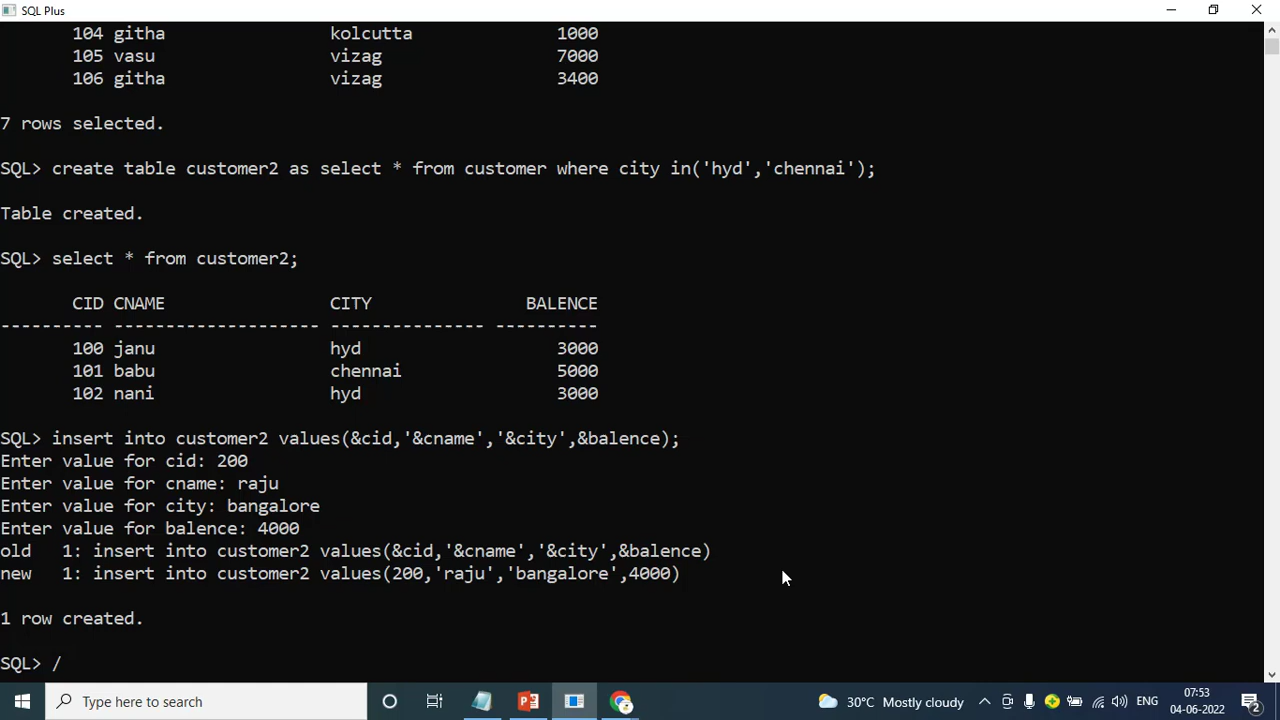 SQL Plus
104 githa kolcutta 1000
105 vasu vizag 7000
106 githa vizag 3400
7 rows selected.
SQL> create table customer2 as select * from customer where city in('hyd','chennai');
Table created.
SQL> select * from customer2;
CID CNAME CITY BALENCE
---------- -------------------- --------------- ----------
100 janu hyd 3000
101 babu chennai 5000
102 nani hyd 3000
SQL> insert into customer2 values(&cid,'&cname','&city',&balence);
Enter value for cid: 200
Enter value for cname: raju
Enter value for city: bangalore
Enter value for balence: 4000
old 1: insert into customer2 values(&cid,'&cname','&city',&balence)
new 1: insert into customer2 values(200,'raju','bangalore',4000)
1 row created.
SQL> /
Type here to search
30°C Mostly cloudy
ENG
07:53
04-06-2022
2